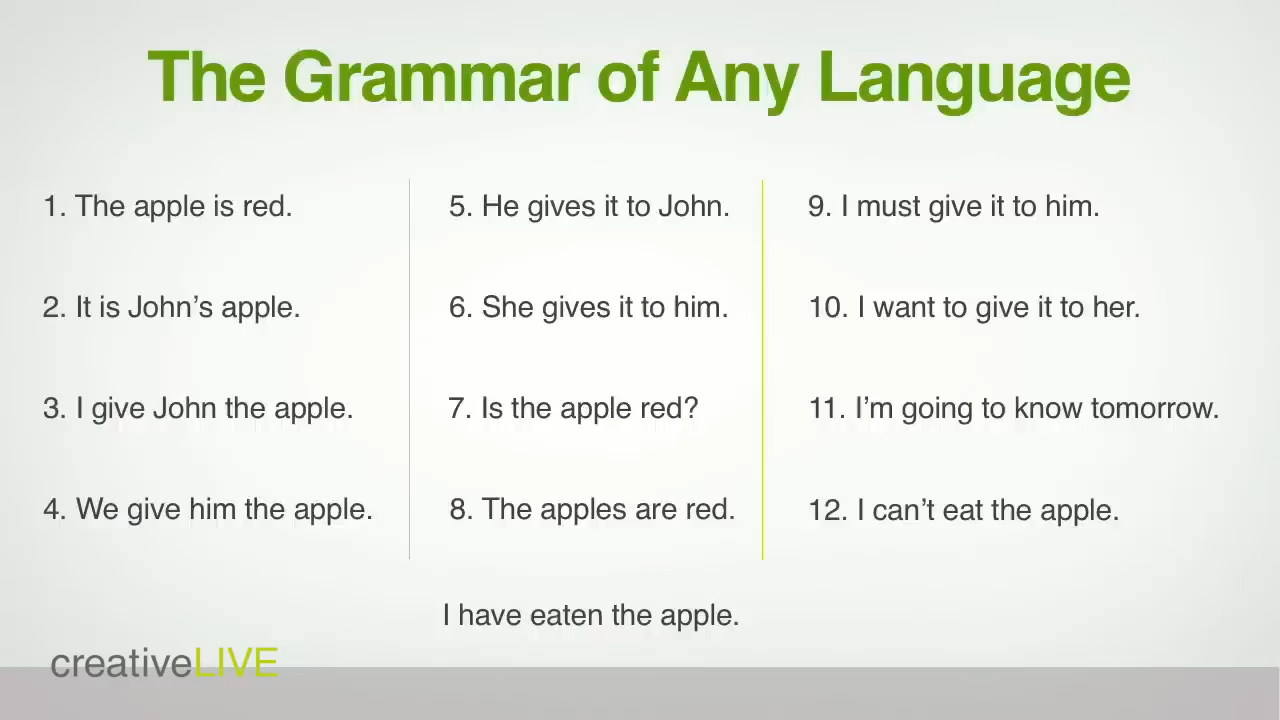 The Grammar of Any Language
1. The apple is red.
2. It is John’s apple.
3. I give John the apple.
4. We give him the apple.
5. He gives it to John.
6. She gives it to him.
7. Is the apple red?
8. The apples are red.
9. I must give it to him.
10. I want to give it to her.
11. I’m going to know tomorrow.
12. I can’t eat the apple.
I have eaten the apple.
creativeLIVE